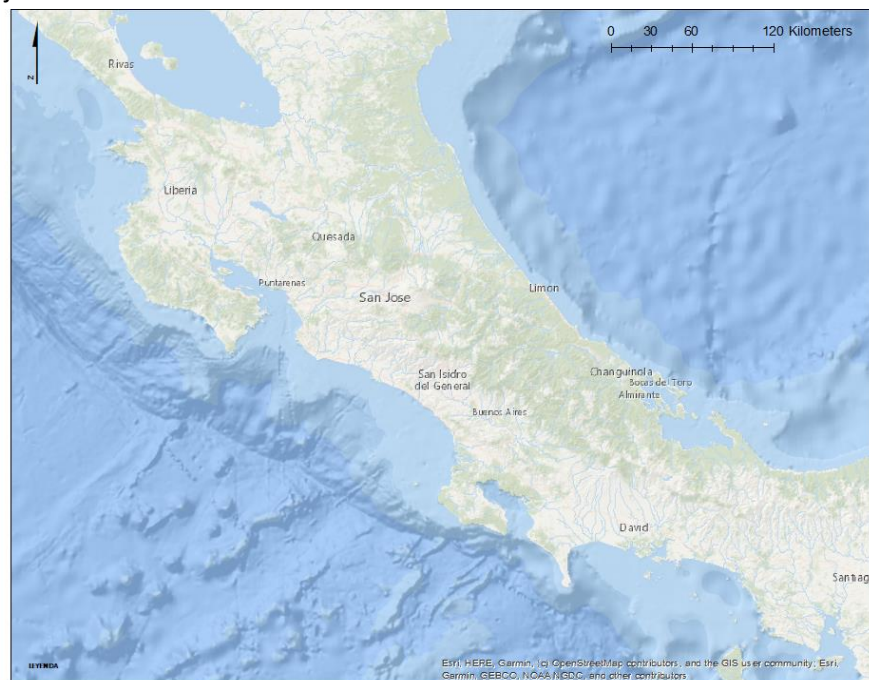 N
0 30 60 120 Kilometers
Rivas
Liberia
Quesada
Puntarenas
San Jose
Limon
San Isidro
del General
Changuinola
Bocas del Toro
Almirante
Buenos Aires
David
Santiag
LEYENDA
Esri, HERE, Garmin, (c) OpenStreetMap contributors, and the GIS user community, Esri,
Garmin, GEBCO, NOAA NGDC, and other contributors